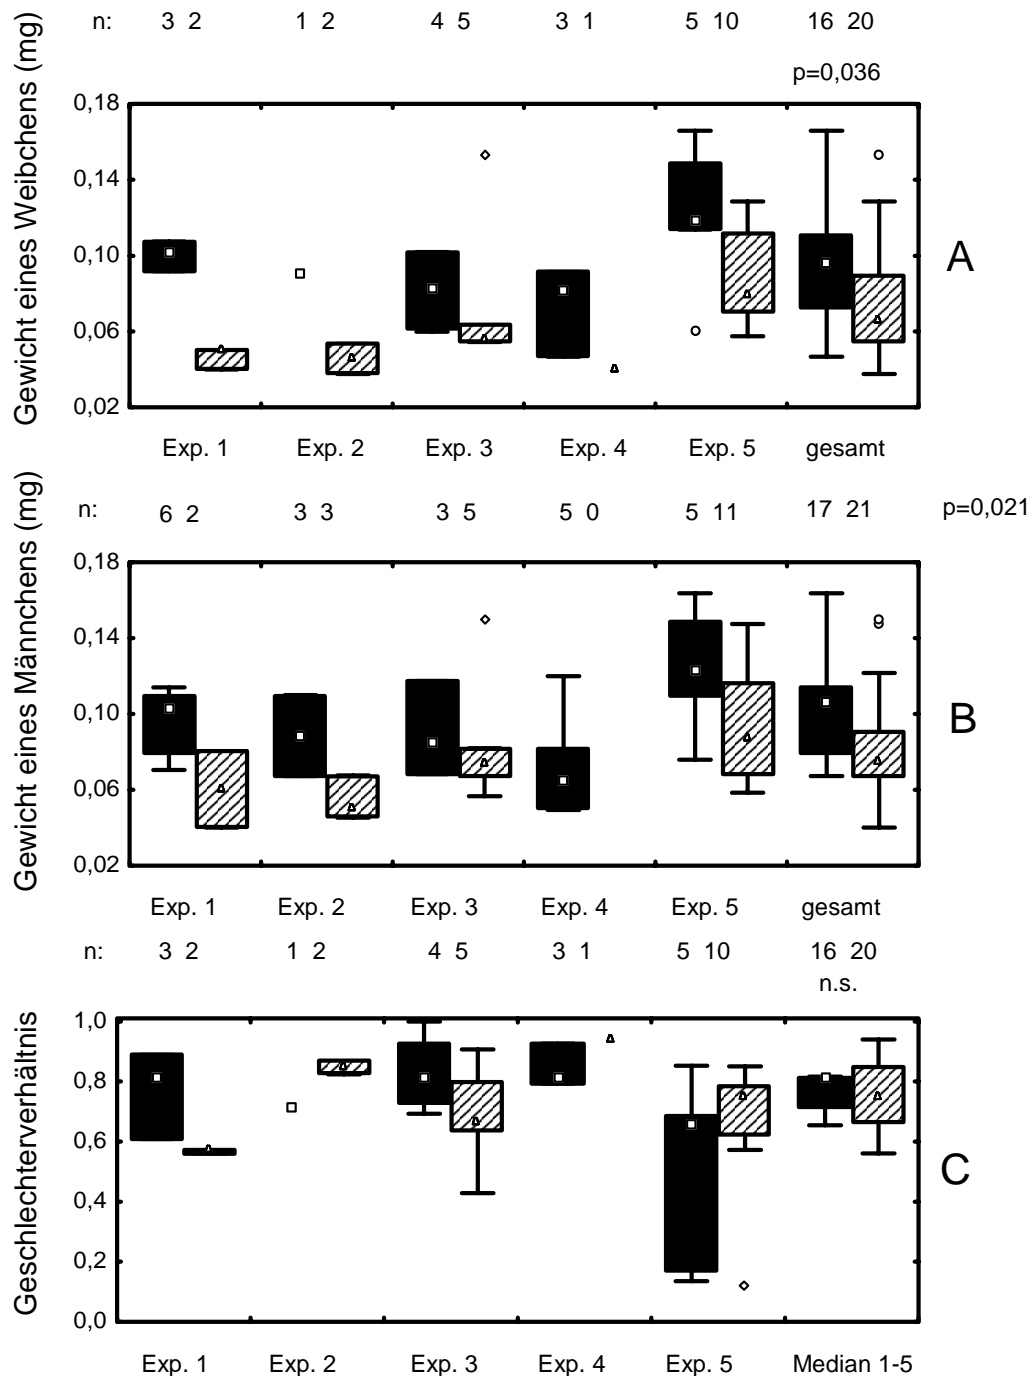 n: 3 2 1 2 4 5 3 1 5 10 16 20
p=0,036
Gewicht eines Weibchens (mg)
0,18
0,14
0,10
0,06
0,02
A
Exp. 1 Exp. 2 Exp. 3 Exp. 4 Exp. 5 gesamt
n: 6 2 3 3 3 5 5 0 5 11 17 21 p=0,021
Gewicht eines Männchens (mg)
0,18
0,14
0,10
0,06
0,02
B
Exp. 1 Exp. 2 Exp. 3 Exp. 4 Exp. 5 gesamt
n: 3 2 1 2 4 5 3 1 5 10 16 20
n.s.
Geschlechterverhältnis
1,0
0,8
0,6
0,4
0,2
0,0
C
Exp. 1 Exp. 2 Exp. 3 Exp. 4 Exp. 5 Median 1-5